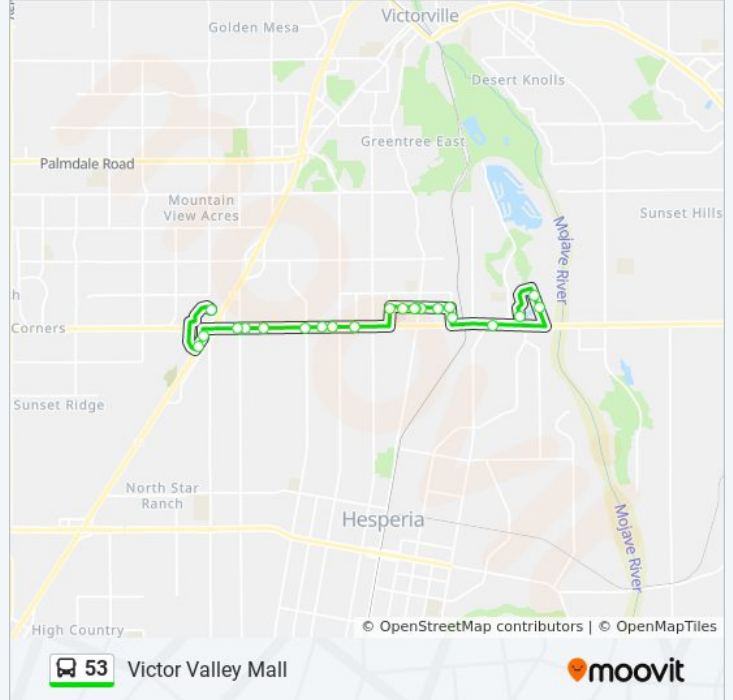 Victorville
Golden Mesa
Desert Knolls
Greentree East
Palmdale Road
Mountain
View Acres
Sunset Hills
Mojave River
h
Corners
Sunset Ridge
North Star
Ranch
Hesperia
Mojave River
High Country
© OpenStreetMap contributors | © OpenMapTiles
53 Victor Valley Mall
moovit